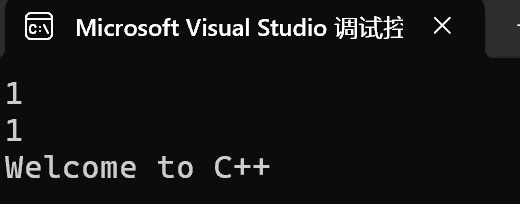 Microsoft Visual Studio 调试控
1
1
Welcome to C++